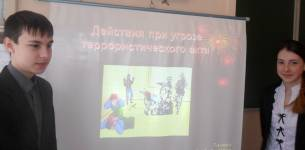 Действия при угрозе
террористического акта